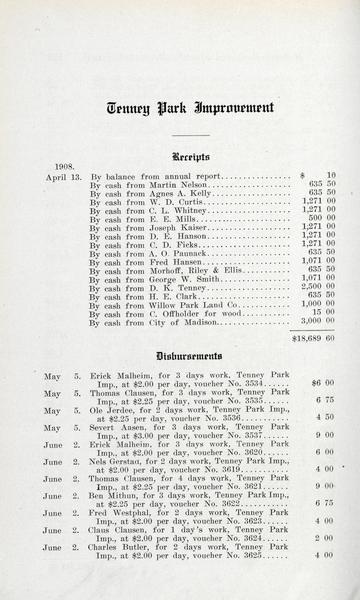 Tenney Park Improvement
Receipts
1908.
April 13. By balance from annual report................ $ 10
By cash from Martin Nelson.................... 635 50
By cash from Agnes A. Kelly................... 635 50
By cash from W. D. Curtis..................... 1,271 00
By cash from C. L. Whitney.................... 1,271 00
By cash from E. E. Mills...................... 500 00
By cash from Joseph Kaiser.................... 1,271 00
By cash from D. E. Hanson..................... 1,271 00
By cash from C. D. Ficks...................... 1,271 00
By cash from A. O. Paunack.................... 635 50
By cash from Fred Hansen...................... 1,071 00
By cash from Morhoff, Riley & Ellis........... 635 50
By cash from George W. Smith.................. 1,071 00
By cash from D. K. Tenney..................... 2,500 00
By cash from H. E. Clark...................... 635 50
By cash from Willow Park Land Co.............. 1,000 00
By cash from C. Offholder for wood............ 15 00
By cash from City of Madison.................. 3,000 00
$18,689 60
Disbursements
May 5. Erick Malheim, for 3 days work, Tenney Park
Imp., at $2.00 per day, voucher No. 3534...... $6 00
May 5. Thomas Clausen, for 3 days work, Tenney Park
Imp., at $2.25 per day, voucher No. 3535...... 6 75
May 5. Ole Jerdee, for 2 days work, Tenney Park Imp.,
at $2.25 per day, voucher No. 3536............ 4 50
May 5. Severt Aasen, for 3 days work, Tenney Park
Imp., at $3.00 per day, voucher No. 3537...... 9 00
June 2. Erick Malheim, for 3 days work, Tenney Park
Imp., at $2.00 per day, voucher No. 3620...... 6 00
June 2. Nels Gerstad, for 2 days work, Tenney Park Imp.,
at $2.00 per day, voucher No. 3619............ 4 00
June 2. Thomas Clausen, for 4 days work, Tenney Park
Imp., at $2.25 per day, voucher No. 3621...... 9 00
June 2. Ben Mithun, for 3 days work, Tenney Park Imp.,
at $2.25 per day, voucher No. 3622............ 6 75
June 2. Fred Westphal, for 2 days work, Tenney Park
Imp., at $2.00 per day, voucher No. 3623...... 4 00
June 2. Claus Clausen, for 1 day's work, Tenney Park
Imp., at $2.00 per day, voucher No. 3624...... 2 00
June 2. Charles Butler, for 2 days work, Tenney Park
Imp., at $2.00 per day, voucher No. 3625...... 4 00